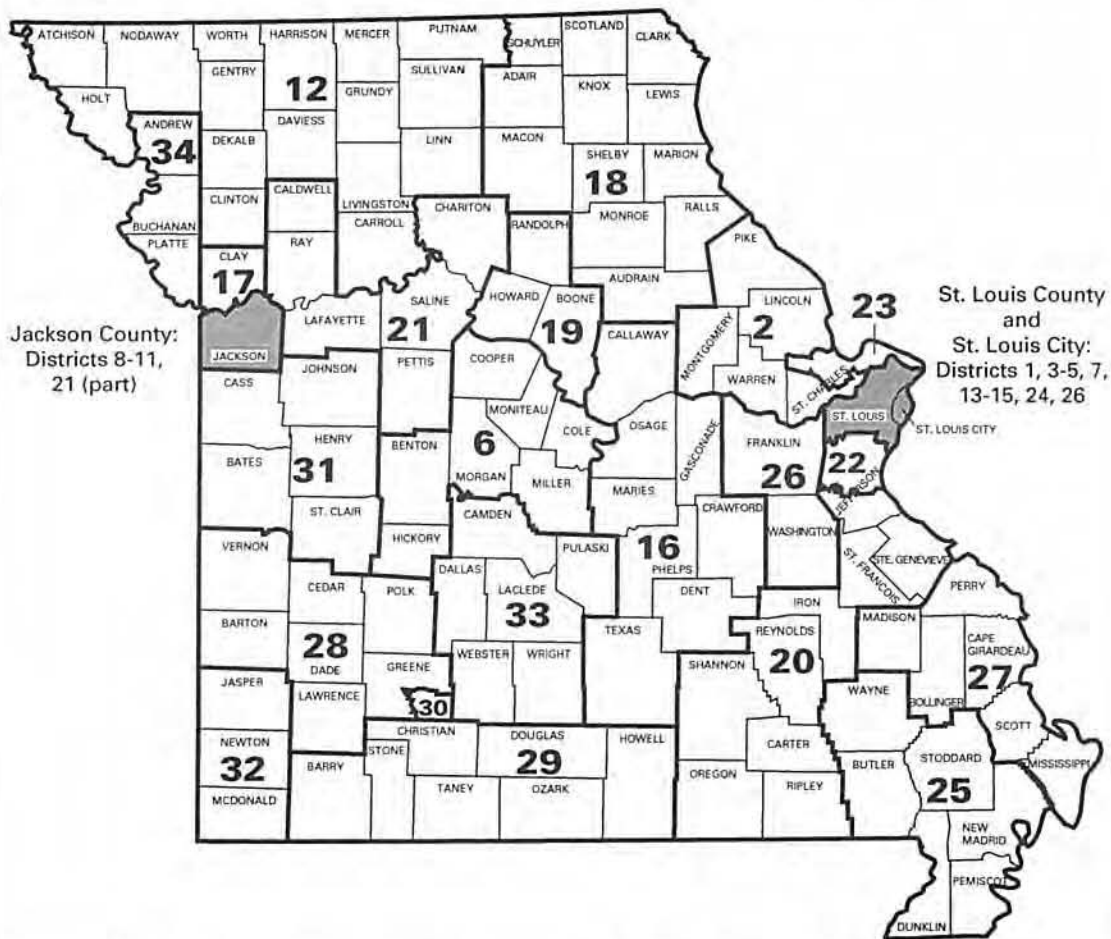 ATCHISON
NODAWAY
WORTH
HARRISON
MERCER
PUTNAM
SCHUYLER
SCOTLAND
CLARK
GENTRY
SULLIVAN
ADAIR
KNOX
LEWIS
HOLT
12
GRUNDY
ANDREW
34
DAVIESS
DEKALB
LINN
MACON
SHELBY
18
MARION
CLINTON
CALDWELL
LIVINGSTON
CHARITON
RANDOLPH
MONROE
RALLS
BUCHANAN
PLATTE
RAY
CARROLL
PIKE
CLAY
17
AUDRAIN
Jackson County:
Districts 8-11,
21 (part)
JACKSON
LAFAYETTE
SALINE
21
HOWARD
BOONE
19
CALLAWAY
MONTGOMERY
LINCOLN
2
WARREN
ST. CHARLES
23
St. Louis County
and
St. Louis City:
Districts 1, 3-5, 7,
13-15, 24, 26
ST. LOUIS
ST. LOUIS CITY
CASS
JOHNSON
PETTIS
COOPER
MONITEAU
COLE
OSAGE
GASCONADE
FRANKLIN
26
22
JEFFERSON
BATES
HENRY
31
BENTON
6
MORGAN
MILLER
MARIES
ST. CLAIR
CAMDEN
CRAWFORD
WASHINGTON
STE. GENEVIEVE
ST. FRANCOIS
VERNON
HICKORY
PULASKI
16
PHELPS
PERRY
CEDAR
POLK
DALLAS
LACLEDE
33
DENT
IRON
MADISON
BARTON
28
DADE
GREENE
WEBSTER
WRIGHT
TEXAS
REYNOLDS
20
CAPE
GIRARDEAU
27
JASPER
LAWRENCE
30
SHANNON
WAYNE
BOLLINGER
SCOTT
CHRISTIAN
DOUGLAS
29
HOWELL
CARTER
STODDARD
25
MISSISSIPPI
NEWTON
32
BARRY
STONE
TANEY
OZARK
OREGON
RIPLEY
BUTLER
MCDONALD
NEW
MADRID
PEMISCOT
DUNKLIN